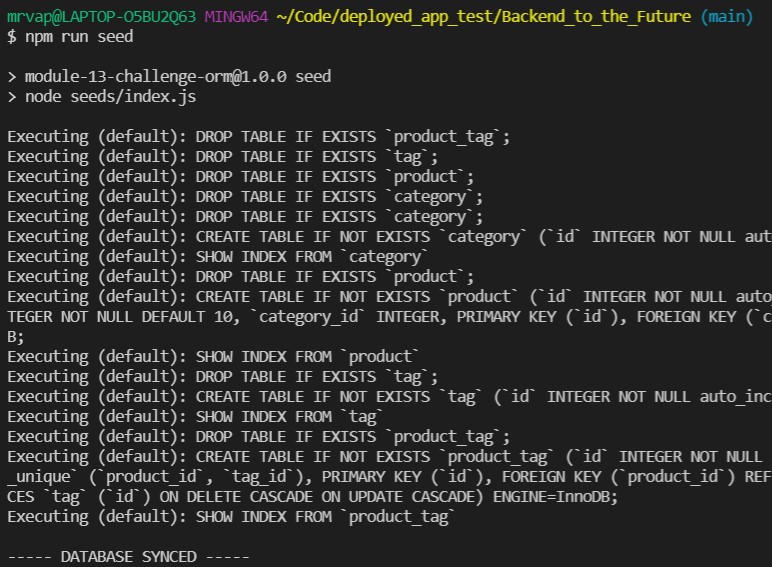 mrvap@LAPTOP-O5BU2Q63 MINGW64 ~/Code/deployed_app_test/Backend_to_the_Future (main)
$ npm run seed
> module-13-challenge-orm@1.0.0 seed
> node seeds/index.js
Executing (default): DROP TABLE IF EXISTS `product_tag`;
Executing (default): DROP TABLE IF EXISTS `tag`;
Executing (default): DROP TABLE IF EXISTS `product`;
Executing (default): DROP TABLE IF EXISTS `category`;
Executing (default): DROP TABLE IF EXISTS `category`;
Executing (default): CREATE TABLE IF NOT EXISTS `category` (`id` INTEGER NOT NULL aut
Executing (default): SHOW INDEX FROM `category`
Executing (default): DROP TABLE IF EXISTS `product`;
Executing (default): CREATE TABLE IF NOT EXISTS `product` (`id` INTEGER NOT NULL auto_
TEGER NOT NULL DEFAULT 10, `category_id` INTEGER, PRIMARY KEY (`id`), FOREIGN KEY (`c
B;
Executing (default): SHOW INDEX FROM `product`
Executing (default): DROP TABLE IF EXISTS `tag`;
Executing (default): CREATE TABLE IF NOT EXISTS `tag` (`id` INTEGER NOT NULL auto_inc
Executing (default): SHOW INDEX FROM `tag`
Executing (default): DROP TABLE IF EXISTS `product_tag`;
Executing (default): CREATE TABLE IF NOT EXISTS `product_tag` (`id` INTEGER NOT NULL
_unique` (`product_id`, `tag_id`), PRIMARY KEY (`id`), FOREIGN KEY (`product_id`) REF
CES `tag` (`id`) ON DELETE CASCADE ON UPDATE CASCADE) ENGINE=InnoDB;
Executing (default): SHOW INDEX FROM `product_tag`
----- DATABASE SYNCED -----